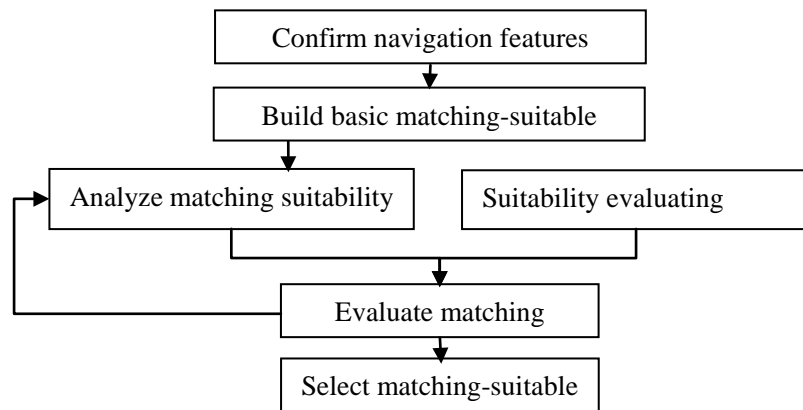 Confirm navigation features
Build basic matching-suitable
Analyze matching suitability
Suitability evaluating
Evaluate matching
Select matching-suitable